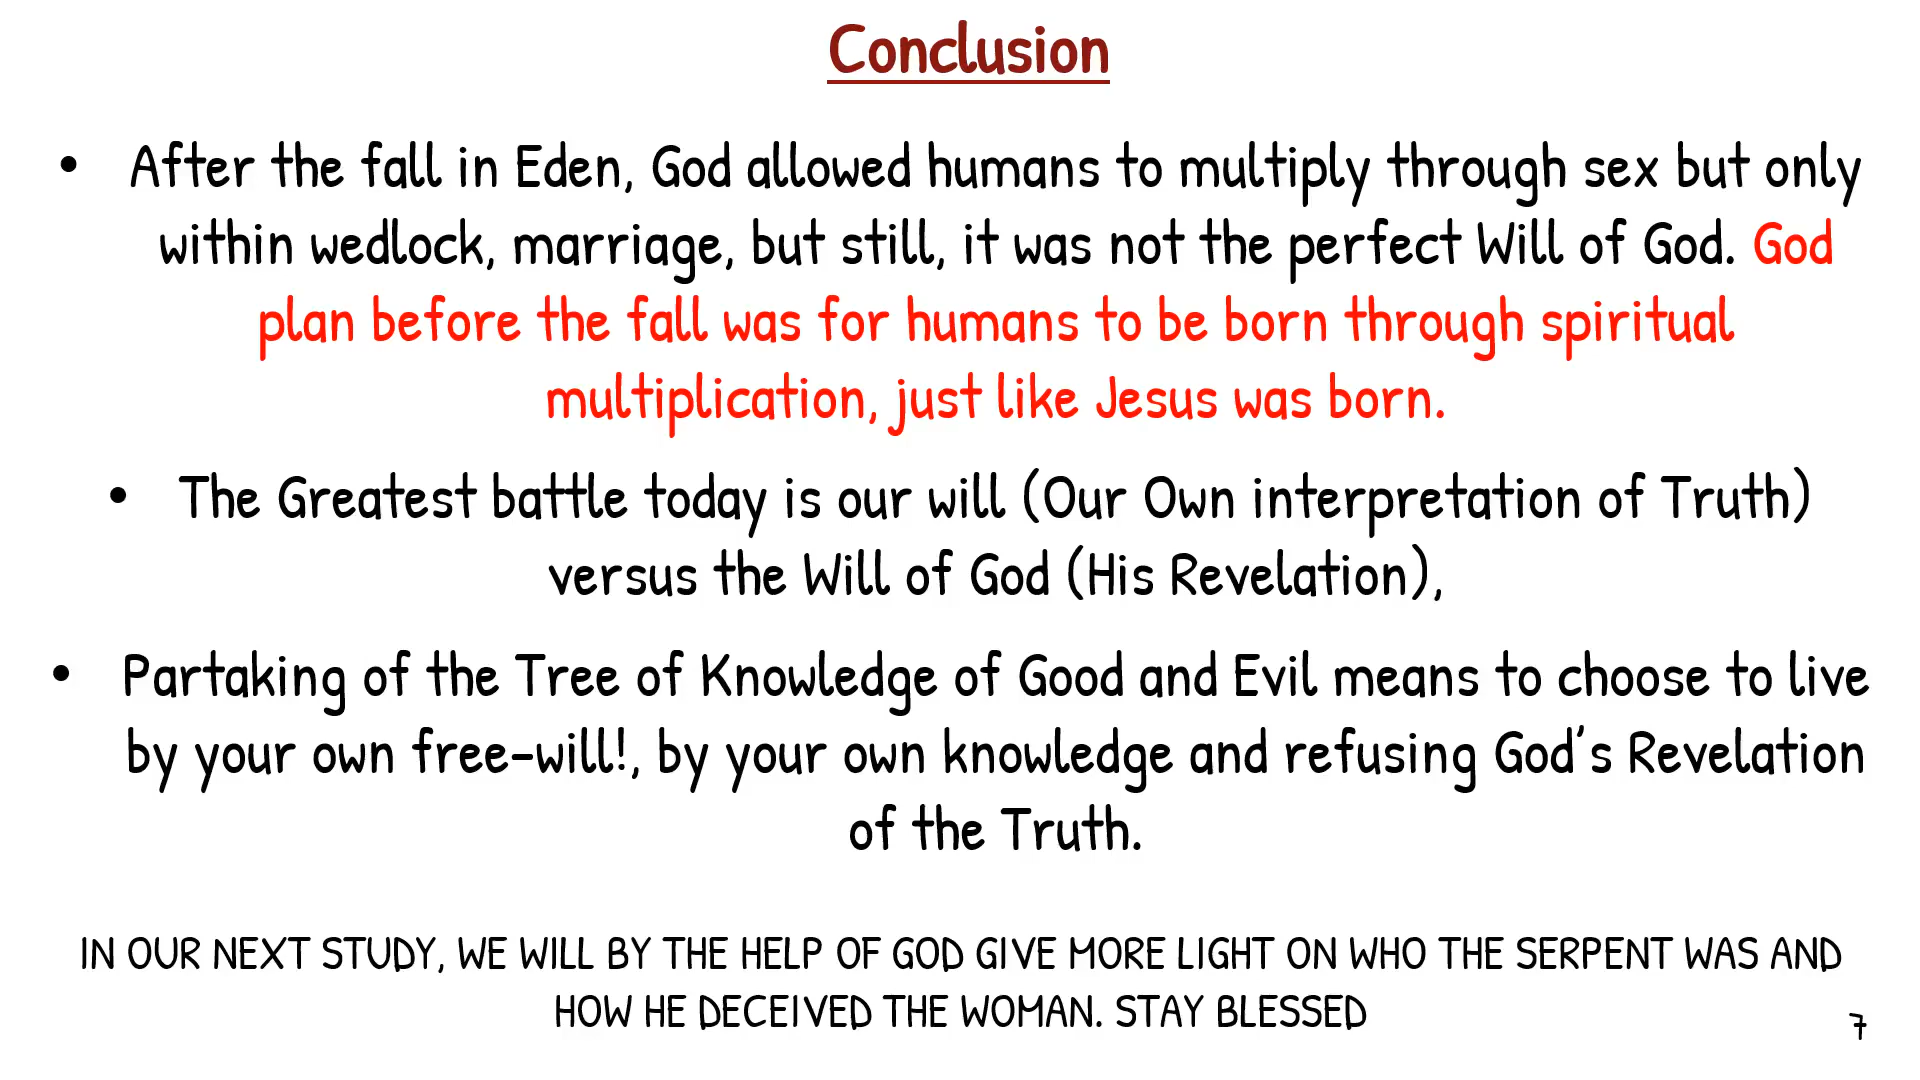 Conclusion
• After the fall in Eden, God allowed humans to multiply through sex but only
within wedlock, marriage, but still, it was not the perfect Will of God. God
plan before the fall was for humans to be born through spiritual
multiplication, just like Jesus was born.
• The Greatest battle today is our will (Our Own interpretation of Truth)
versus the Will of God (His Revelation),
• Partaking of the Tree of Knowledge of Good and Evil means to choose to live
by your own free-will!, by your own knowledge and refusing God's Revelation
of the Truth.
IN OUR NEXT STUDY, WE WILL BY THE HELP OF GOD GIVE MORE LIGHT ON WHO THE SERPENT WAS AND
HOW HE DECEIVED THE WOMAN. STAY BLESSED
7